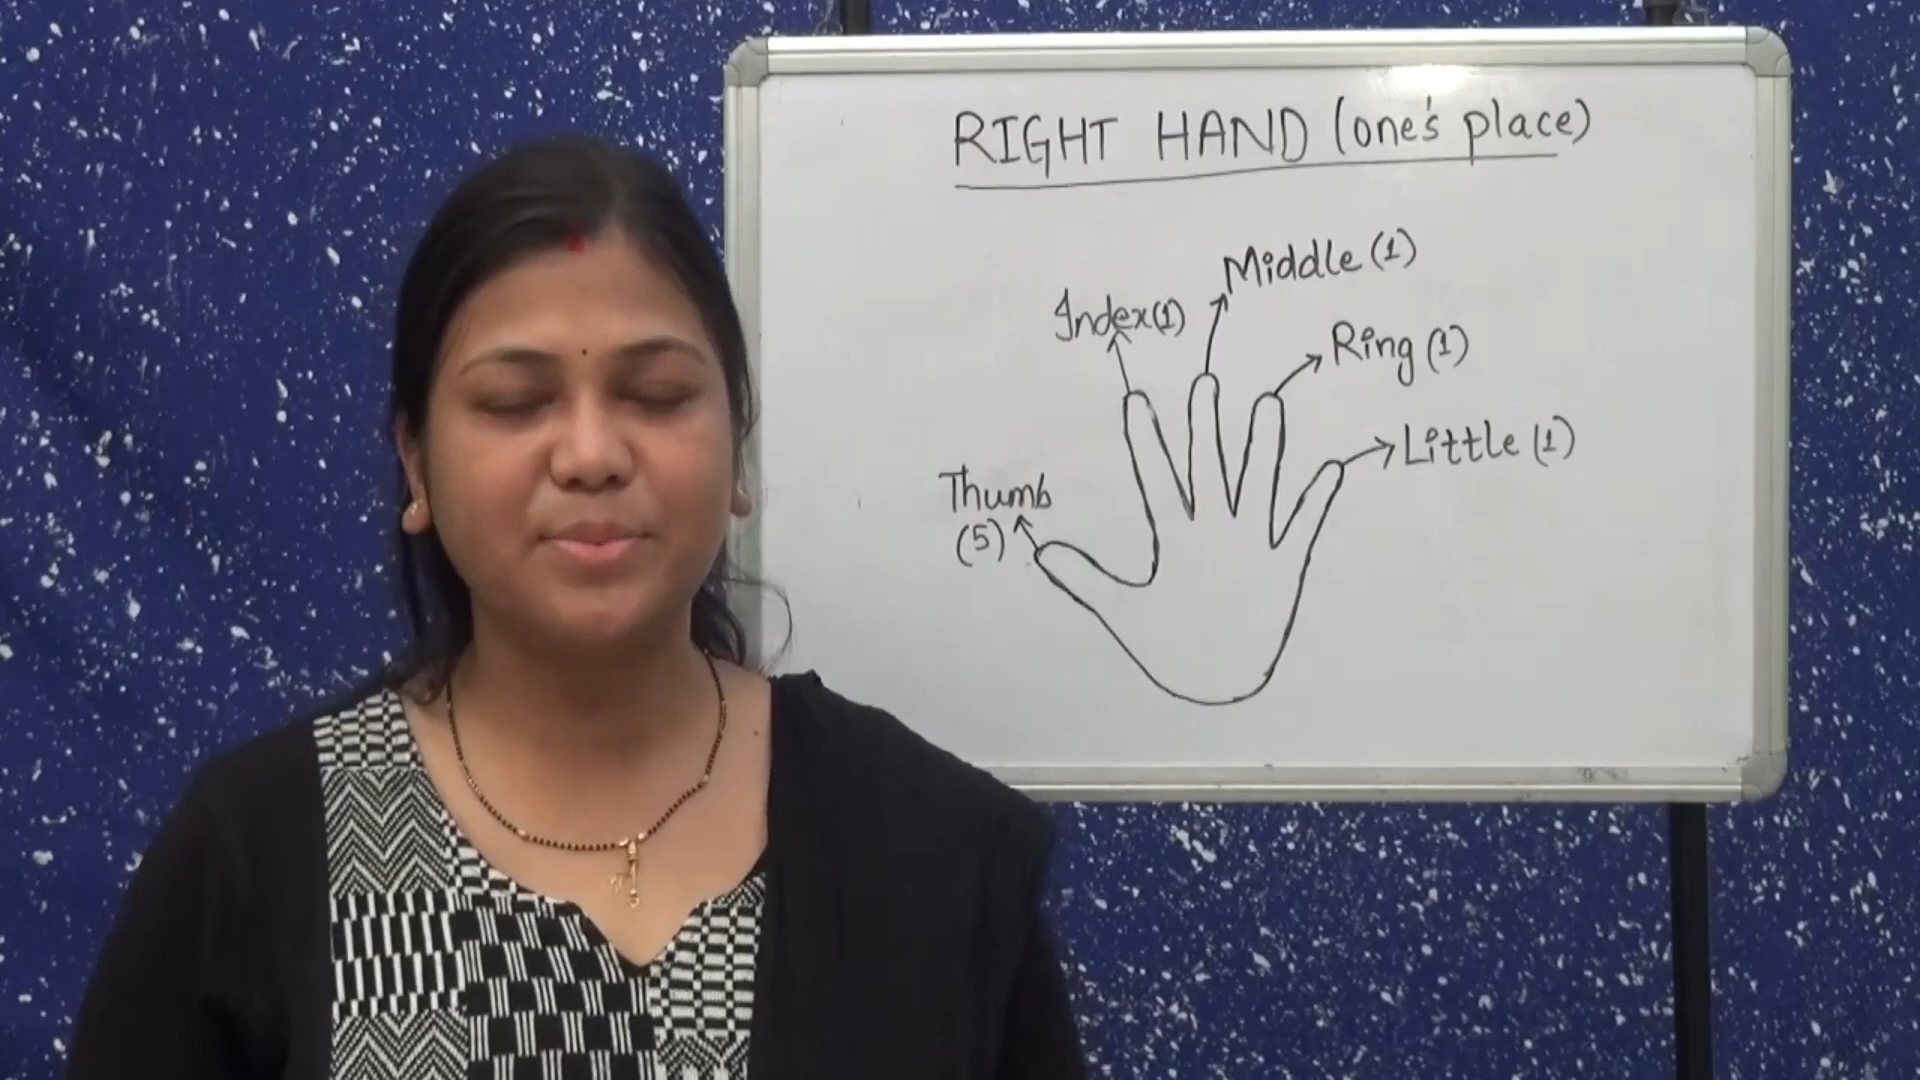 RIGHT HAND (one's place)
Middle (1)
Index (1)
Ring (1)
Little (1)
Thumb
(5)